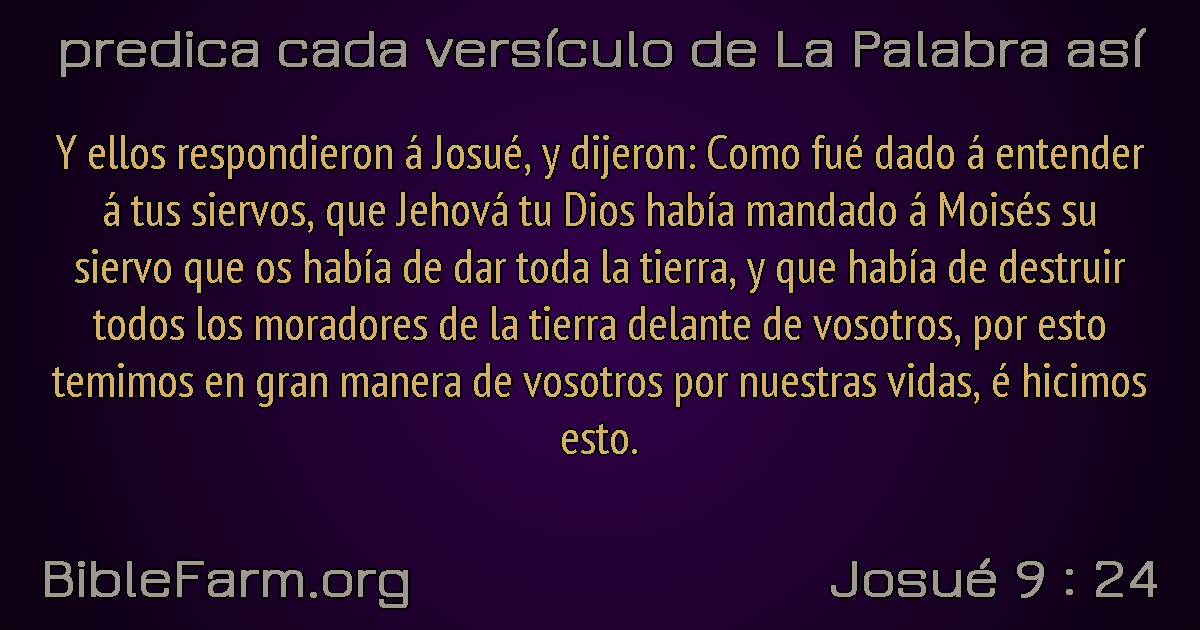 predica cada versículo de La Palabra así
Y ellos respondieron á Josué, y dijeron: Como fué dado á entender
á tus siervos, que Jehová tu Dios había mandado á Moisés su
siervo que os había de dar toda la tierra, y que había de destruir
todos los moradores de la tierra delante de vosotros, por esto
temimos en gran manera de vosotros por nuestras vidas, é hicimos
esto.
BibleFarm.org
Josué 9 : 24